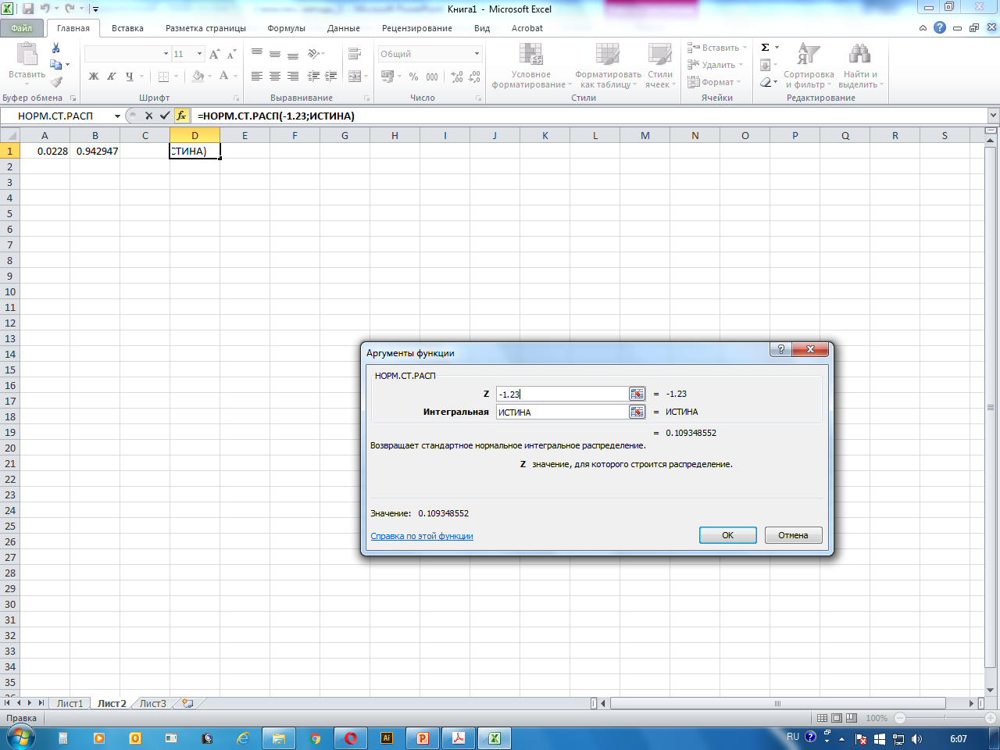 Книга1 - Microsoft Excel
Файл Главная Вставка Разметка страницы Формулы Данные Рецензирование Вид Acrobat
Вставить
Буфер обмена
11
Ж К Ч
Шрифт
Выравнивание
Общий
% 000
Число
Условное форматирование
Форматировать как таблицу
Стили ячеек
Стили
Вставить
Удалить
Формат
Ячейки
Σ
Сортировка и фильтр
Найти и выделить
Редактирование
НОРМ.СТ.РАСП fx =НОРМ.СТ.РАСП(-1.23;ИСТИНА)
A B C D E F G H I J K L M N O P Q R S
1 0.0228 0.942947 СТИНА)
2
3
4
5
6
7
8
9
10
11
12
13
14
15
16
17
18
19
20
21
22
23
24
25
26
27
28
29
30
31
32
33
34
35
Аргументы функции
НОРМ.СТ.РАСП
Z -1.23 = -1.23
Интегральная ИСТИНА = ИСТИНА
= 0.109348552
Возвращает стандартное нормальное интегральное распределение.
Z значение, для которого строится распределение.
Значение: 0.109348552
Справка по этой функции
ОК Отмена
Лист1 Лист2 Лист3
Правка 100%
Ai RU 6:07